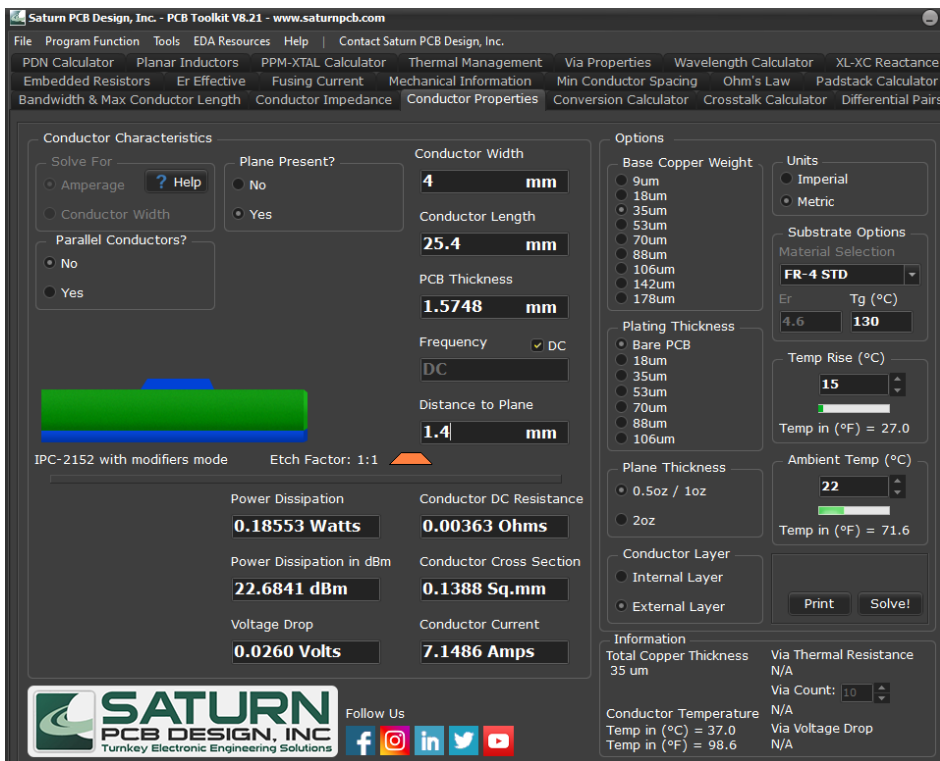 Saturn PCB Design, Inc. - PCB Toolkit V8.21 - www.saturnpcb.com
File Program Function Tools EDA Resources Help | Contact Saturn PCB Design, Inc.
PDN Calculator Planar Inductors PPM-XTAL Calculator Thermal Management Via Properties Wavelength Calculator XL-XC Reactance
Embedded Resistors Er Effective Fusing Current Mechanical Information Min Conductor Spacing Ohm's Law Padstack Calculator
Bandwidth & Max Conductor Length Conductor Impedance Conductor Properties Conversion Calculator Crosstalk Calculator Differential Pairs
Conductor Characteristics
Solve For
Amperage
? Help
Conductor Width
Plane Present?
No
Yes
Parallel Conductors?
No
Yes
Conductor Width
4 mm
Conductor Length
25.4 mm
PCB Thickness
1.5748 mm
Frequency DC
DC
Distance to Plane
1.4 mm
IPC-2152 with modifiers mode Etch Factor: 1:1
Power Dissipation
0.18553 Watts
Conductor DC Resistance
0.00363 Ohms
Power Dissipation in dBm
22.6841 dBm
Conductor Cross Section
0.1388 Sq.mm
Voltage Drop
0.0260 Volts
Conductor Current
7.1486 Amps
Options
Base Copper Weight
9um
18um
35um
53um
70um
88um
106um
142um
178um
Plating Thickness
Bare PCB
18um
35um
53um
70um
88um
106um
Plane Thickness
0.5oz / 1oz
2oz
Conductor Layer
Internal Layer
External Layer
Units
Imperial
Metric
Substrate Options
Material Selection
FR-4 STD
Er Tg (°C)
4.6 130
Temp Rise (°C)
15
Temp in (°F) = 27.0
Ambient Temp (°C)
22
Temp in (°F) = 71.6
Print Solve!
Information
Total Copper Thickness
35 um
Conductor Temperature
Temp in (°C) = 37.0
Temp in (°F) = 98.6
Via Thermal Resistance
N/A
Via Count: 10
N/A
Via Voltage Drop
N/A
SATURN
PCB DESIGN, INC
Turnkey Electronic Engineering Solutions
Follow Us